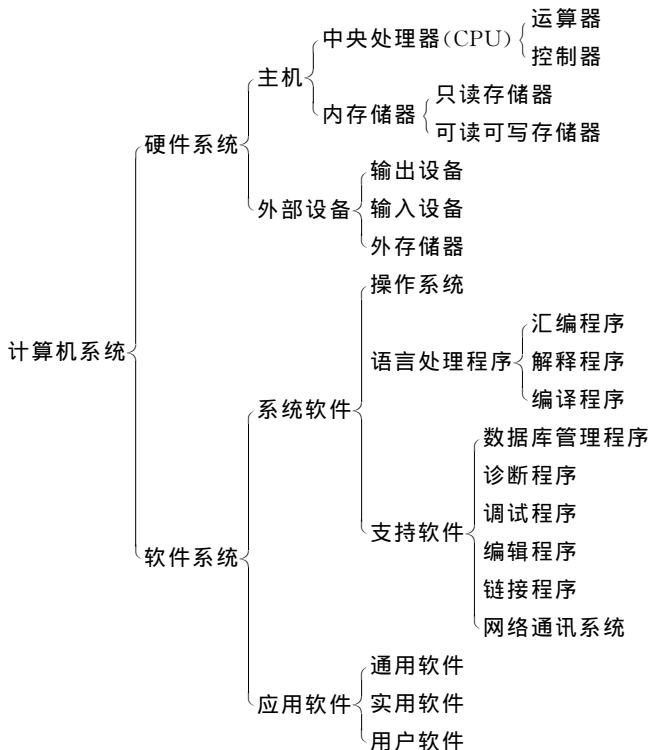 运算器
中央处理器(CPU)
控制器
主机
只读存储器
内存储器
可读可写存储器
硬件系统
输出设备
外部设备
输入设备
外存储器
操作系统
汇编程序
计算机系统
语言处理程序
解释程序
编译程序
系统软件
数据库管理程序
诊断程序
调试程序
支持软件
编辑程序
软件系统
链接程序
网络通讯系统
通用软件
应用软件
实用软件
用户软件